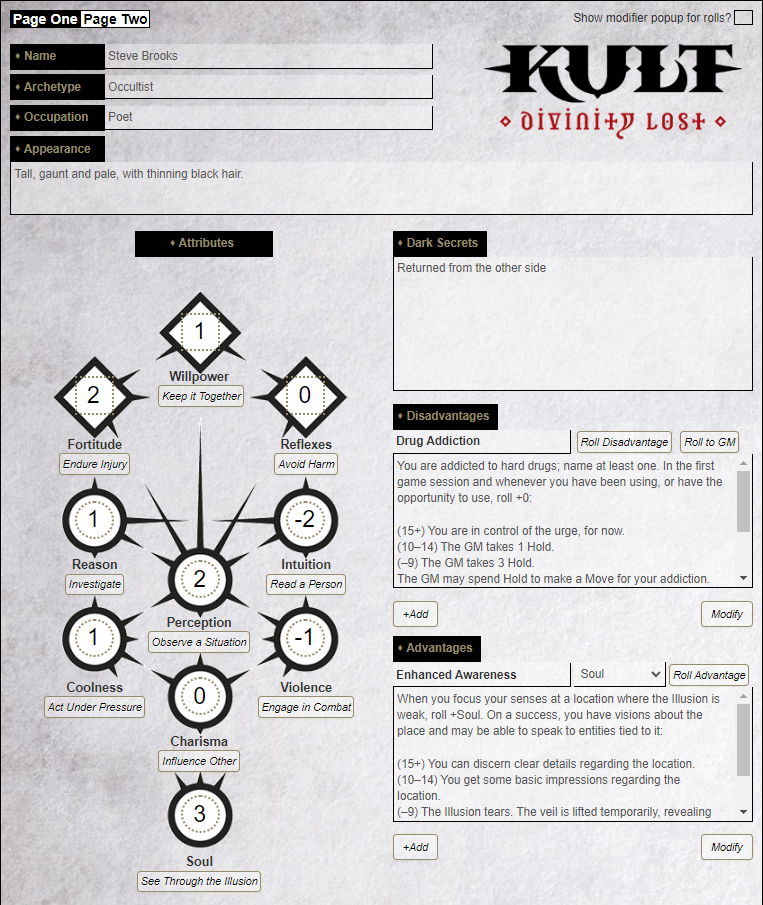 Page One Page Two
Show modifier popup for rolls?
♦ Name
Steve Brooks
♦ Archetype
Occultist
♦ Occupation
Poet
KULT
DIVINITY LOST
♦ Appearance
Tall, gaunt and pale, with thinning black hair.
♦ Attributes
1
Willpower
Keep it Together
2
Fortitude
Endure Injury
0
Reflexes
Avoid Harm
1
Reason
Investigate
-2
Intuition
Read a Person
2
Perception
Observe a Situation
1
Coolness
Act Under Pressure
-1
Violence
Engage in Combat
0
Charisma
Influence Other
3
Soul
See Through the Illusion
♦ Dark Secrets
Returned from the other side
♦ Disadvantages
Drug Addiction
Roll Disadvantage
Roll to GM
You are addicted to hard drugs; name at least one. In the first
game session and whenever you have been using, or have the
opportunity to use, roll +0:
(15+) You are in control of the urge, for now.
(10–14) The GM takes 1 Hold.
(–9) The GM takes 3 Hold.
The GM may spend Hold to make a Move for your addiction.
+Add
Modify
♦ Advantages
Enhanced Awareness
Soul
Roll Advantage
When you focus your senses at a location where the Illusion is
weak, roll +Soul. On a success, you have visions about the
place and may be able to speak to entities tied to it:
(15+) You can discern clear details regarding the location.
(10–14) You get some basic impressions regarding the
location.
(–9) The Illusion tears. The veil is lifted temporarily, revealing
+Add
Modify